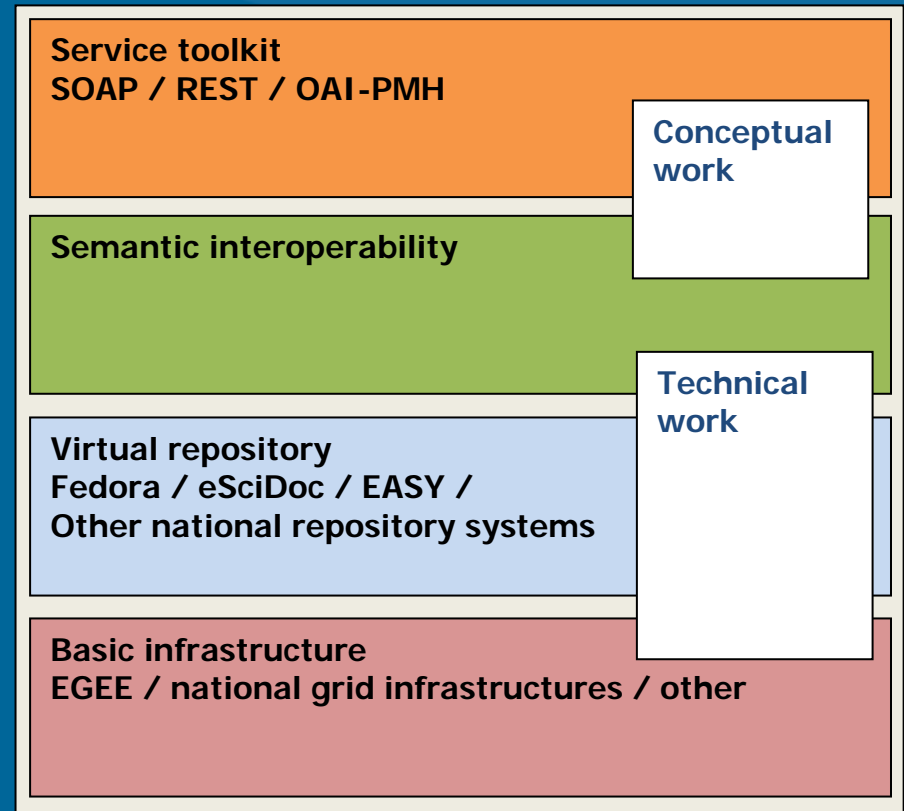 Service toolkit
SOAP / REST / OAI-PMH
Conceptual
work
Semantic interoperability
Technical
work
Virtual repository
Fedora / eSciDoc / EASY /
Other national repository systems
Basic infrastructure
EGEE / national grid infrastructures / other